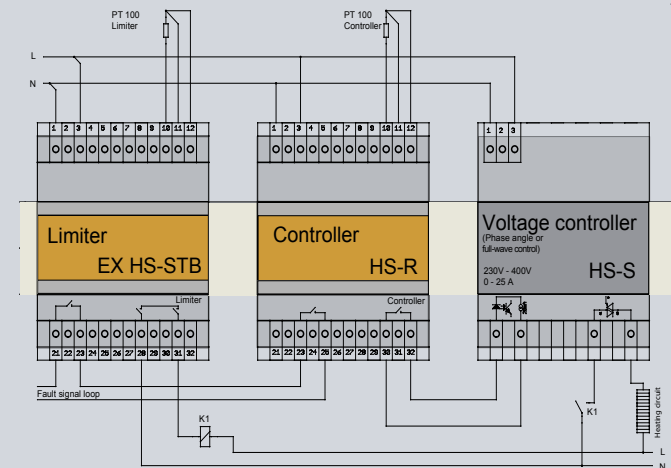 PT 100
Limiter
PT 100
Controller
L
N
1 2 3 4 5 6 7 8 9 10 11 12
1 2 3 4 5 6 7 8 9 10 11 12
1 2 3
Limiter
EX HS-STB
Controller
HS-R
Voltage controller
(Phase angle or
full-wave control)
230V - 400V
0 - 25 A
HS-S
Limiter
Controller
21 22 23 24 25 26 27 28 29 30 31 32
21 22 23 24 25 26 27 28 29 30 31 32
Fault signal loop
K1
K1
Heating circuit
L
N